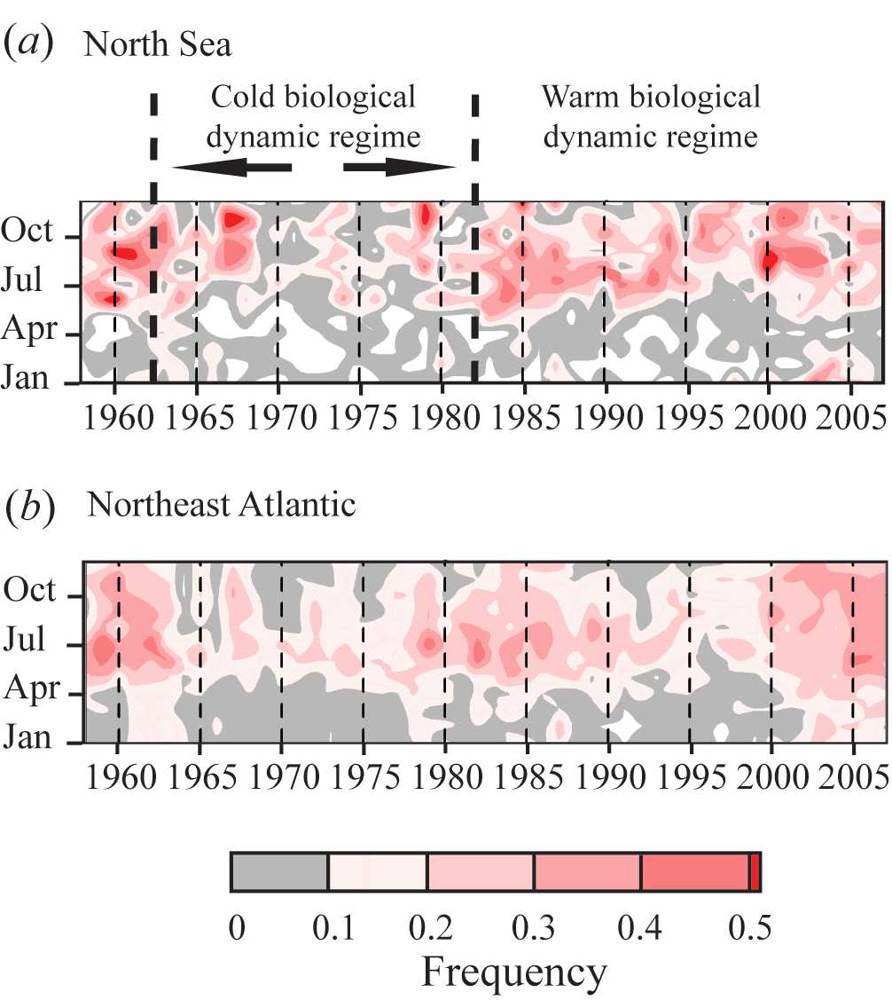 (a) North Sea
Cold biological
dynamic regime
Warm biological
dynamic regime
Oct
Jul
Apr
Jan
1960 1965 1970 1975 1980 1985 1990 1995 2000 2005
(b) Northeast Atlantic
Oct
Jul
Apr
Jan
1960 1965 1970 1975 1980 1985 1990 1995 2000 2005
0 0.1 0.2 0.3 0.4 0.5
Frequency